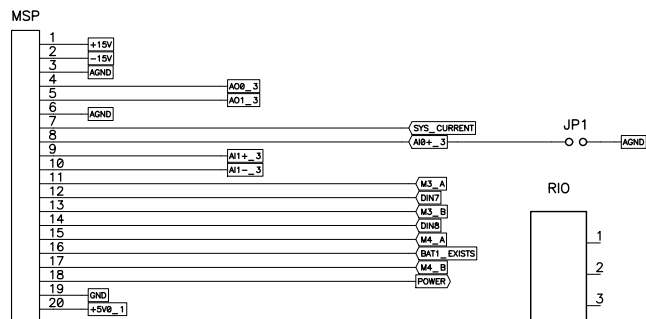 MSP
1 +15V
2 -15V
3 AGND
4 AO0_3
5 AO1_3
6 AGND
7 SYS_CURRENT
8 AI0+_3 JP1 AGND
9 AI1+_3
10 AI1-_3
11 M3_A
12 DIN7
13 M3_B
14 DIN8
15 M4_A
16 BAT1_EXISTS
17 M4_B
18 POWER
19 GND
20 +5V0_1
RIO
1
2
3